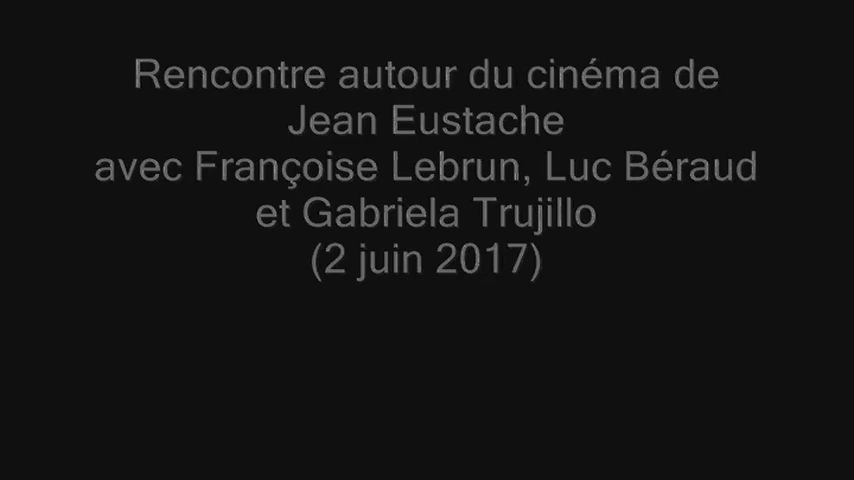 Rencontre autour du cinéma de
Jean Eustache
avec Françoise Lebrun, Luc Béraud
et Gabriela Trujillo
(2 juin 2017)